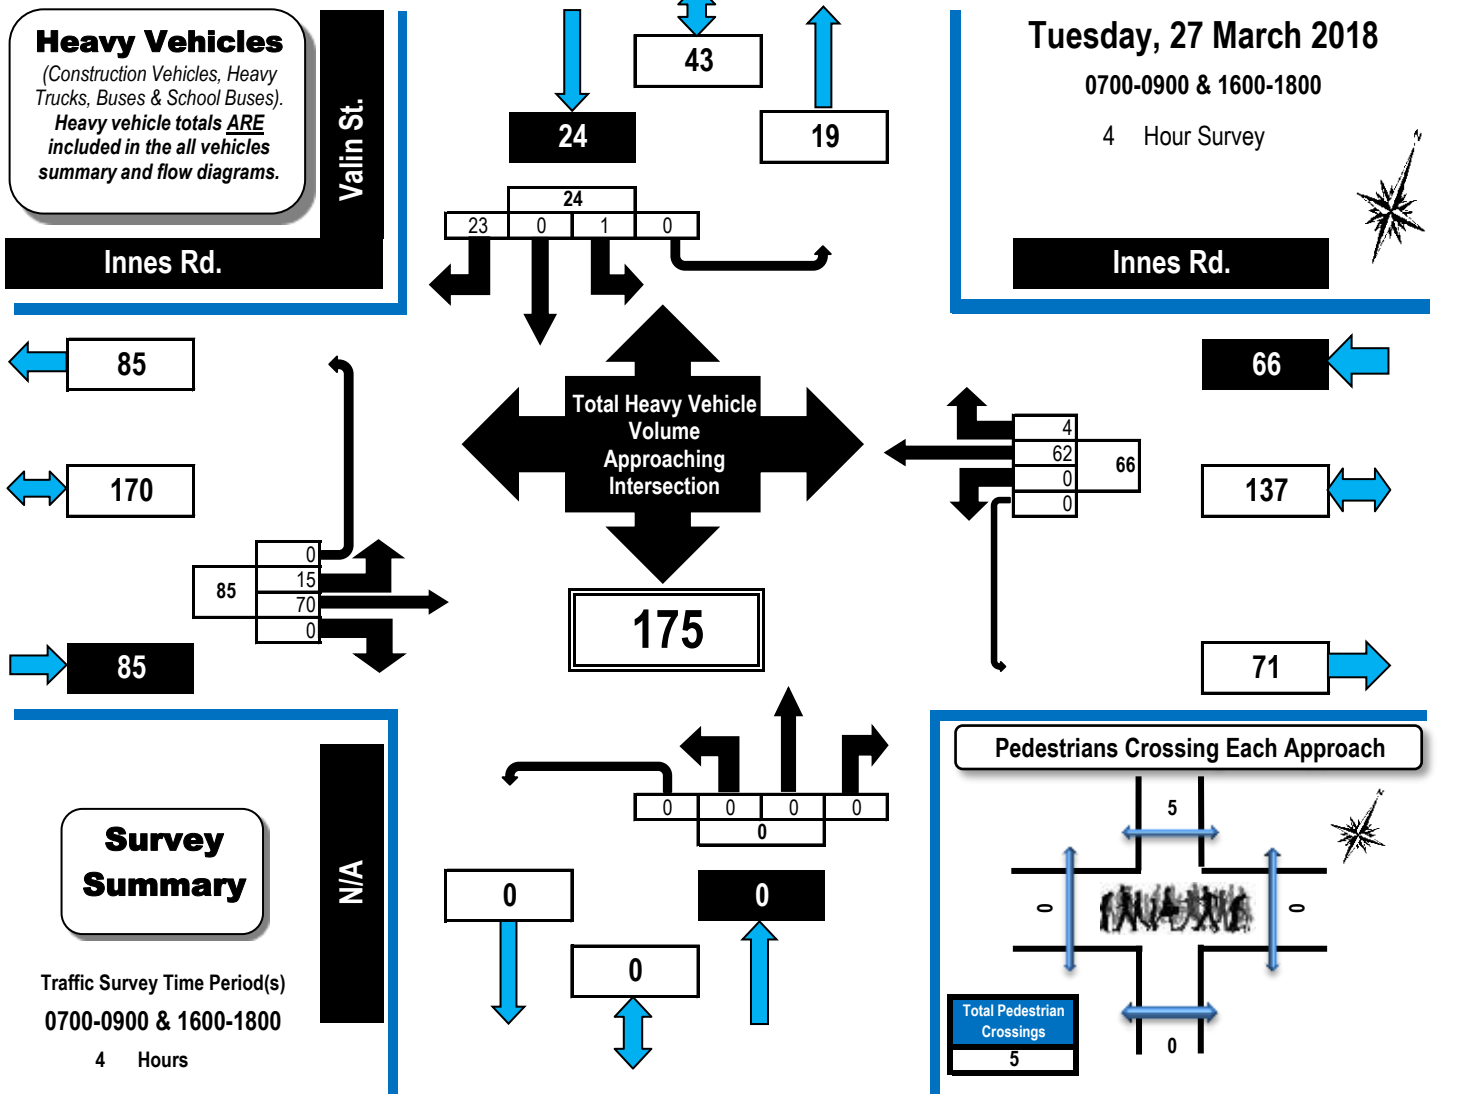 Heavy Vehicles
(Construction Vehicles, Heavy
Trucks, Buses & School Buses).
Heavy vehicle totals ARE
included in the all vehicles
summary and flow diagrams.
Valin St.
Innes Rd.
43
24
19
24
23 0 1 0
Tuesday, 27 March 2018
0700-0900 & 1600-1800
4 Hour Survey
Innes Rd.
85
170
0
15
70
0
85
85
Total Heavy Vehicle
Volume
Approaching
Intersection
175
66
4
62
0
0
66
137
71
Survey
Summary
Traffic Survey Time Period(s)
0700-0900 & 1600-1800
4 Hours
N/A
0 0 0 0
0
0
0
0
Pedestrians Crossing Each Approach
5
0
0
0
Total Pedestrian
Crossings
5